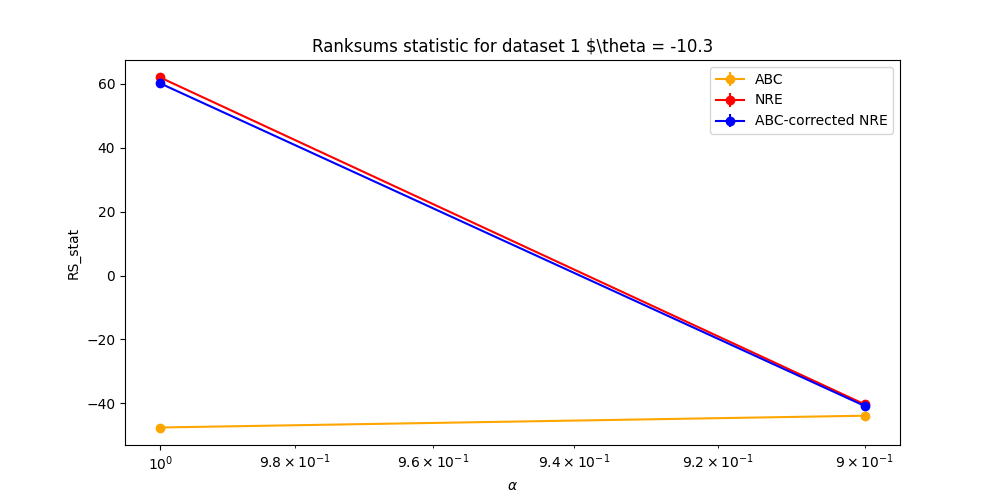 Ranksums statistic for dataset 1 $\theta = -10.3
ABC
NRE
ABC-corrected NRE
60
40
20
0
−20
−40
RS_stat
10⁰
9.8 × 10⁻¹
9.6 × 10⁻¹
9.4 × 10⁻¹
9.2 × 10⁻¹
9 × 10⁻¹
α